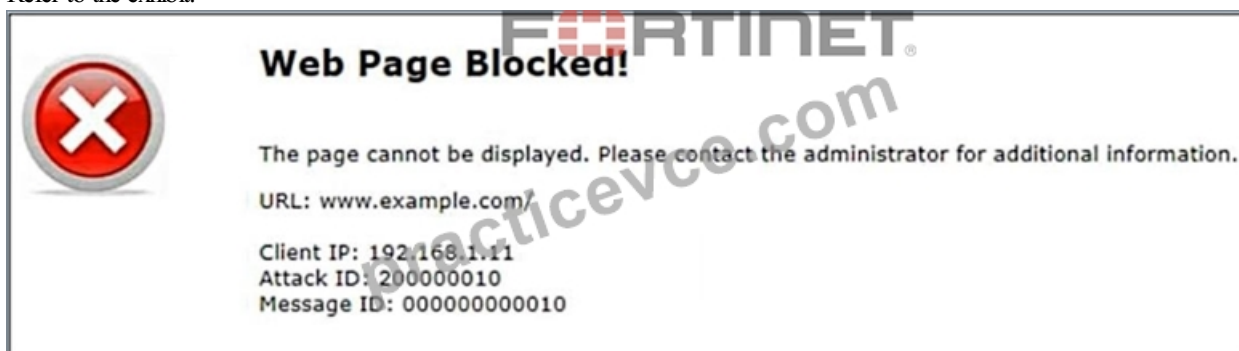 Refer to the exhibit.
FORTINET®
Web Page Blocked!
The page cannot be displayed. Please contact the administrator for additional information.
URL: www.example.com/
Client IP: 192.168.1.11
Attack ID: 200000010
Message ID: 000000000010
practicevce.com